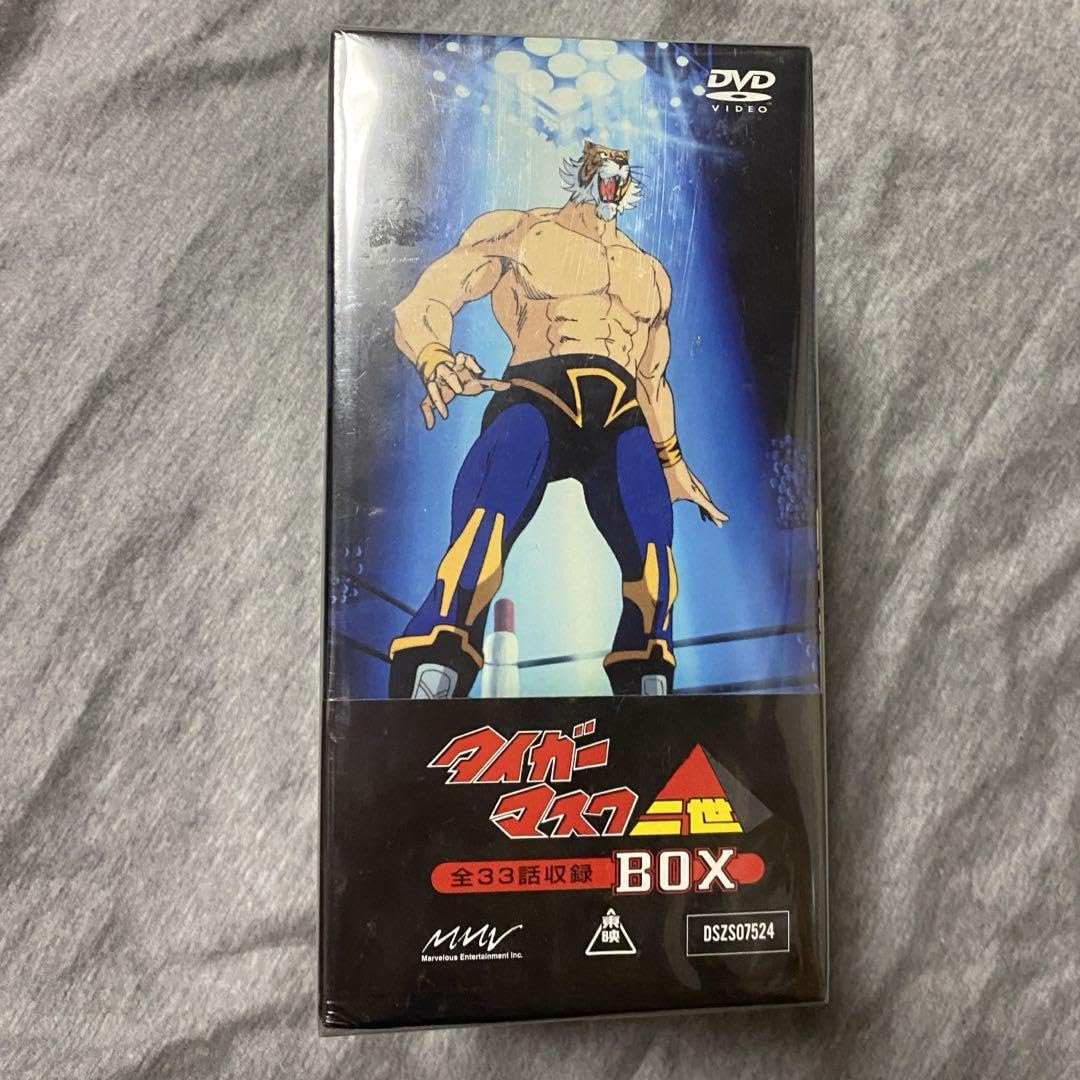 DVD
VIDEO
タイガー
マスク二世
全33話収録 BOX
MMV
Marvelous Entertainment Inc.
東映
DSZS07524